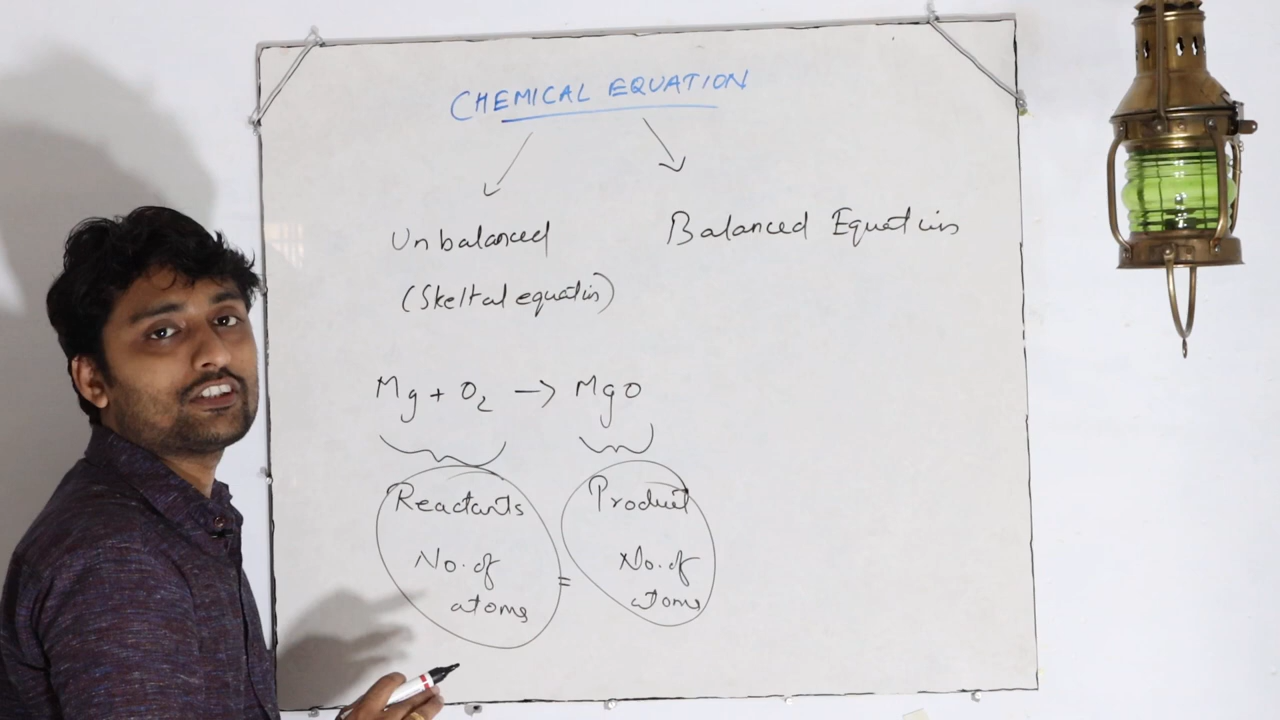 CHEMICAL EQUATION
Unbalanced
Balanced Equation
(Skeltal equation)
Mg + O₂ → MgO
Reactants
Product
No. of
atoms
=
No. of
atoms